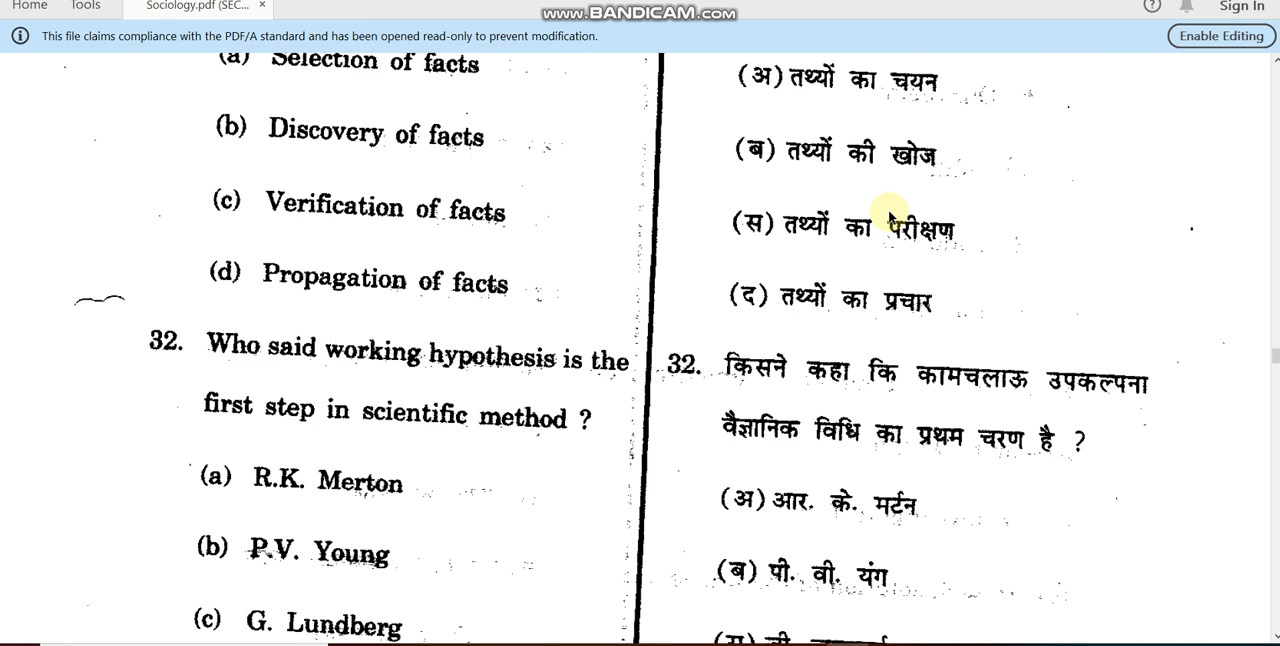 Home Tools Sociology.pdf (SEC... × www.BANDICAM.com Sign In
This file claims compliance with the PDF/A standard and has been opened read-only to prevent modification. Enable Editing
(a) Selection of facts
(b) Discovery of facts
(c) Verification of facts
(d) Propagation of facts
32. Who said working hypothesis is the
first step in scientific method ?
(a) R.K. Merton
(b) P.V. Young
(c) G. Lundberg
(अ) तथ्यों का चयन
(ब) तथ्यों की खोज
(स) तथ्यों का परीक्षण
(द) तथ्यों का प्रचार
32. किसने कहा कि कामचलाऊ उपकल्पना
वैज्ञानिक विधि का प्रथम चरण है ?
(अ) आर. के. मर्टन
(ब) पी. वी. यंग